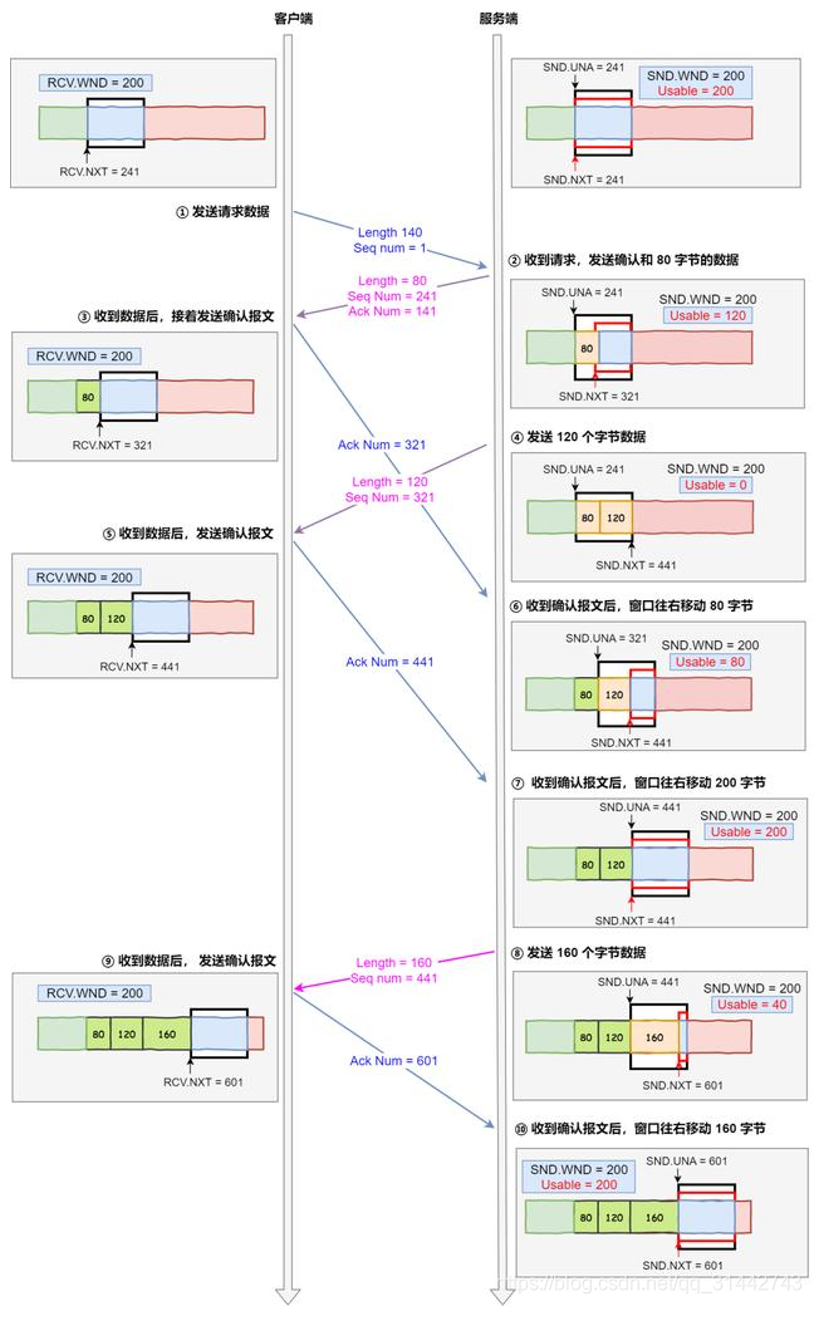 客户端
服务端
RCV.WND = 200
RCV.NXT = 241
SND.UNA = 241
SND.WND = 200
Usable = 200
SND.NXT = 241
① 发送请求数据
Length 140
Seq num = 1
② 收到请求，发送确认和 80 字节的数据
Length = 80
Seq Num = 241
Ack Num = 141
SND.UNA = 241
SND.WND = 200
Usable = 120
80
SND.NXT = 321
③ 收到数据后，接着发送确认报文
RCV.WND = 200
80
RCV.NXT = 321
Ack Num = 321
④ 发送 120 个字节数据
Length = 120
Seq Num = 321
SND.UNA = 241
SND.WND = 200
Usable = 0
80 120
SND.NXT = 441
⑤ 收到数据后，发送确认报文
RCV.WND = 200
80 120
RCV.NXT = 441
⑥ 收到确认报文后，窗口往右移动 80 字节
SND.UNA = 321
SND.WND = 200
Usable = 80
80 120
SND.NXT = 441
Ack Num = 441
⑦ 收到确认报文后，窗口往右移动 200 字节
SND.UNA = 441
SND.WND = 200
Usable = 200
80 120
SND.NXT = 441
⑧ 发送 160 个字节数据
Length = 160
Seq num = 441
SND.UNA = 441
SND.WND = 200
Usable = 40
80 120 160
SND.NXT = 601
⑨ 收到数据后， 发送确认报文
RCV.WND = 200
80 120 160
RCV.NXT = 601
Ack Num = 601
⑩ 收到确认报文后，窗口往右移动 160 字节
SND.WND = 200
Usable = 200
SND.UNA = 601
80 120 160
SND.NXT = 601
https://blog.csdn.net/qq_31442743